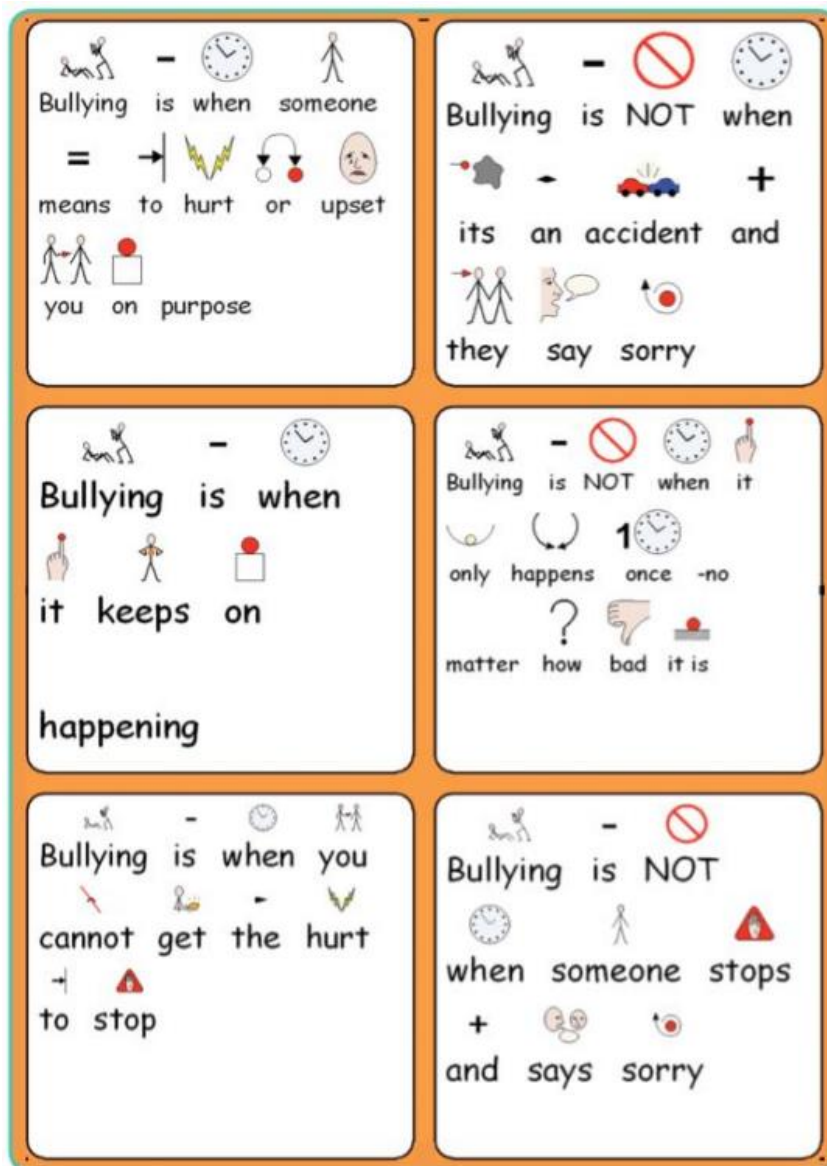 Bullying is when someone
means to hurt or upset
you on purpose
Bullying is NOT when
its an accident and
they say sorry
Bullying is when
it keeps on
happening
Bullying is NOT when it
only happens 1 once -no
matter how bad it is
Bullying is when you
cannot get the hurt
to stop
Bullying is NOT
when someone stops
and says sorry